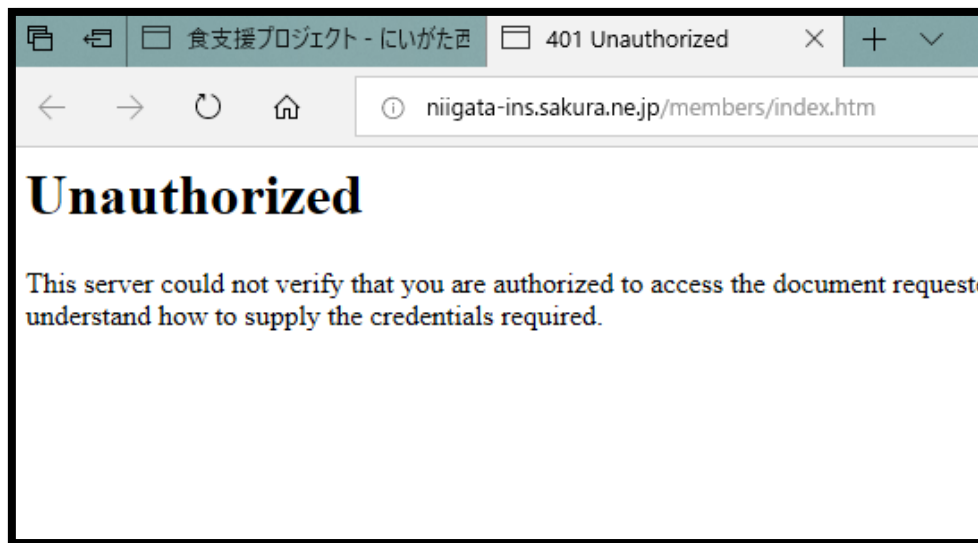 食支援プロジェクト - にいがた西
401 Unauthorized
niigata-ins.sakura.ne.jp/members/index.htm
Unauthorized
This server could not verify that you are authorized to access the document requeste
understand how to supply the credentials required.